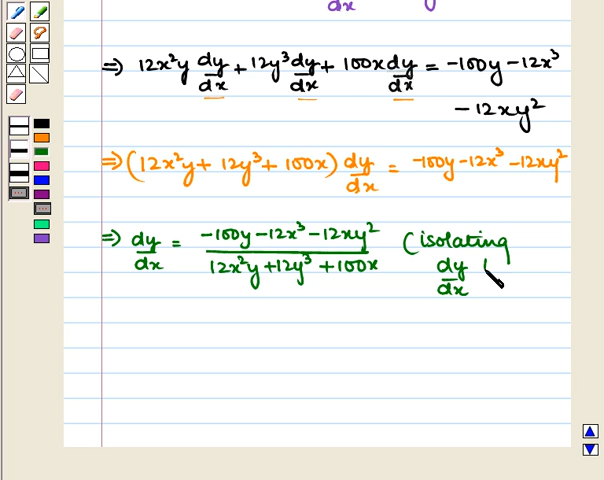 dx y
⇒ 12x²y dy/dx + 12y³ dy/dx + 100x dy/dx = -100y - 12x³
- 12xy²
⇒ (12x²y + 12y³ + 100x) dy/dx = -100y - 12x³ - 12xy²
⇒ dy/dx = (-100y - 12x³ - 12xy²)/(12x²y + 12y³ + 100x) (isolating
dy/dx